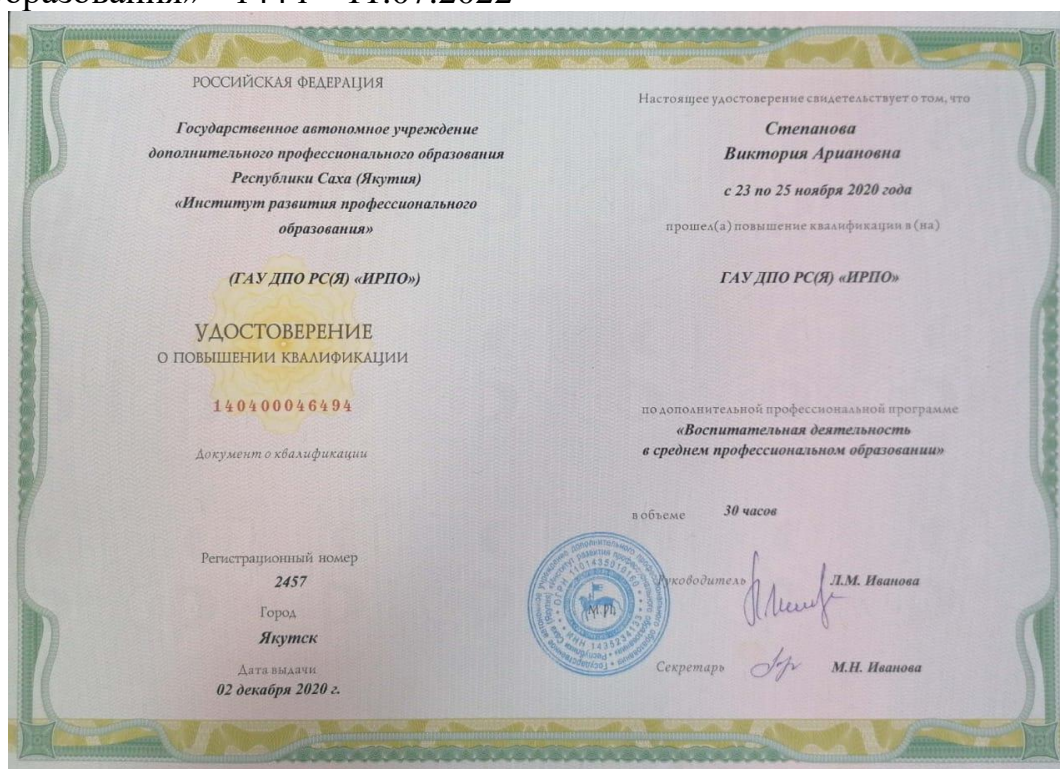 образования» 1444 11.07.2022
РОССИЙСКАЯ ФЕДЕРАЦИЯ
Государственное автономное учреждение
дополнительного профессионального образования
Республики Саха (Якутия)
«Институт развития профессионального
образования»
(ГАУ ДПО РС(Я) «ИРПО»)
УДОСТОВЕРЕНИЕ
О ПОВЫШЕНИИ КВАЛИФИКАЦИИ
140400046494
Документ о квалификации
Регистрационный номер
2457
Город
Якутск
Дата выдачи
02 декабря 2020 г.
Настоящее удостоверение свидетельствует о том, что
Степанова
Виктория Ариановна
с 23 по 25 ноября 2020 года
прошел(а) повышение квалификации в (на)
ГАУ ДПО РС(Я) «ИРПО»
по дополнительной профессиональной программе
«Воспитательная деятельность
в среднем профессиональном образовании»
в объеме 30 часов
Руководитель Л.М. Иванова
М.П.
Секретарь М.Н. Иванова